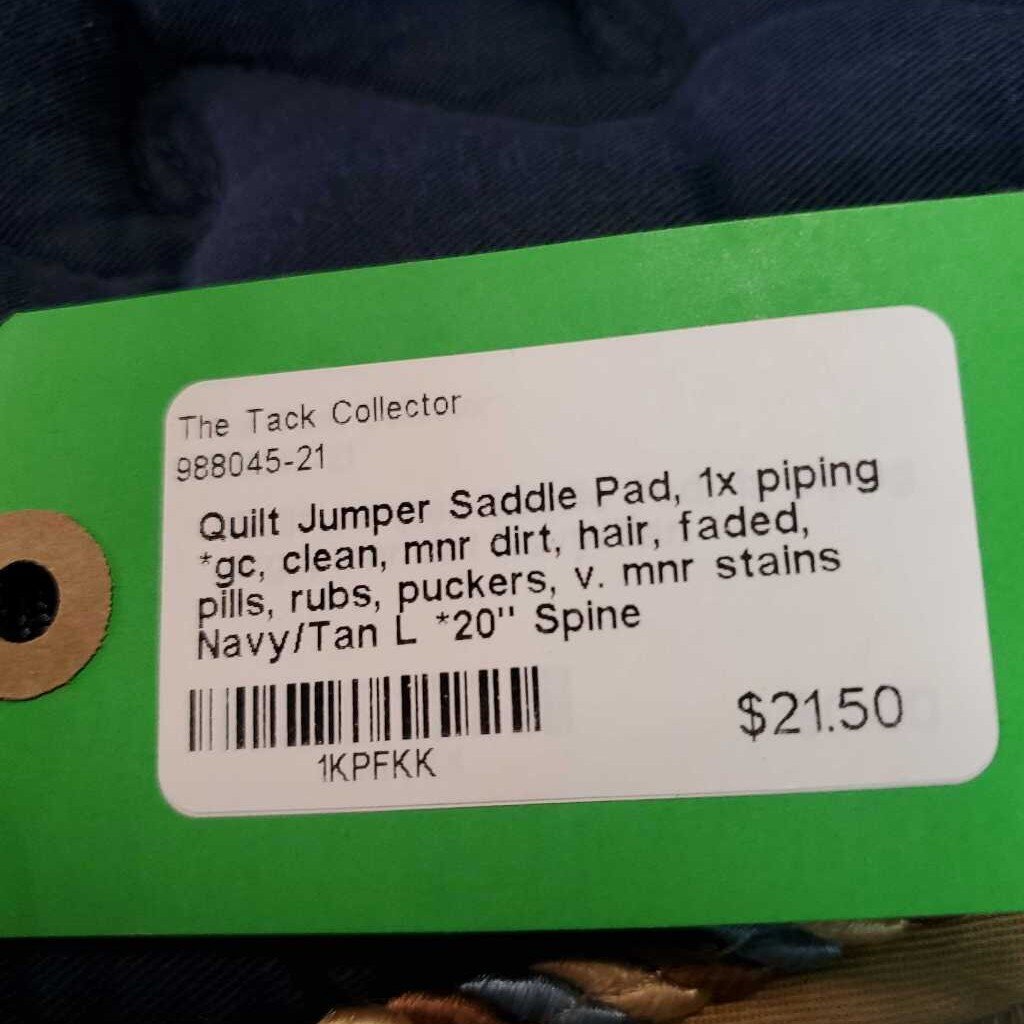 The Tack Collector
988045-21
Quilt Jumper Saddle Pad, 1x piping
*gc, clean, mnr dirt, hair, faded,
pills, rubs, puckers, v. mnr stains
Navy/Tan L *20" Spine
1KPFKK
$21.50